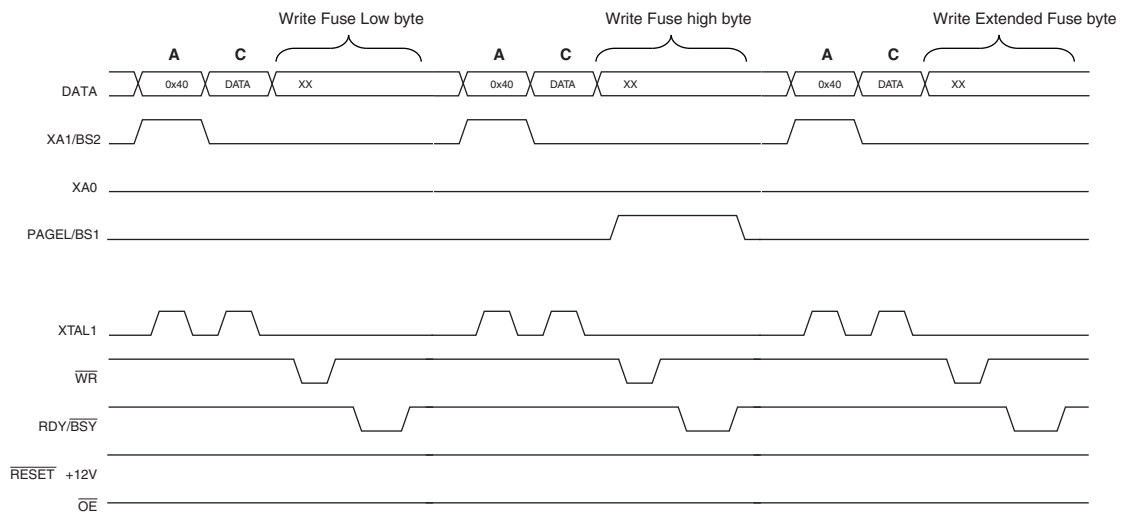 Write Fuse Low byte Write Fuse high byte Write Extended Fuse byte
A C A C A C
DATA 0x40 DATA XX 0x40 DATA XX 0x40 DATA XX
XA1/BS2
XA0
PAGEL/BS1
XTAL1
WR
RDY/BSY
RESET +12V
OE